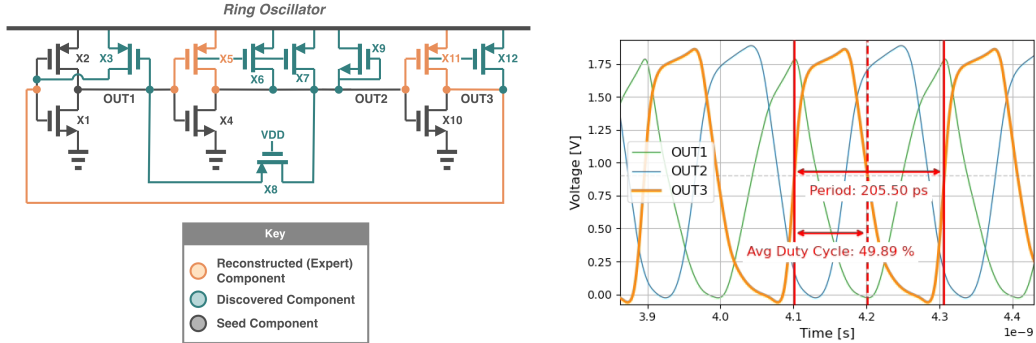 Ring Oscillator
X2
X3
X5
X6
X7
X9
X11
X12
OUT1
OUT2
OUT3
X1
X4
X10
VDD
X8
Key
Reconstructed (Expert)
Component
Discovered Component
Seed Component
Voltage [V]
1.75
1.50
1.25
1.00
0.75
0.50
0.25
0.00
OUT1
OUT2
OUT3
Period: 205.50 ps
Avg Duty Cycle: 49.89 %
3.9
4.0
4.1
4.2
4.3
4.4
Time [s]
1e−9